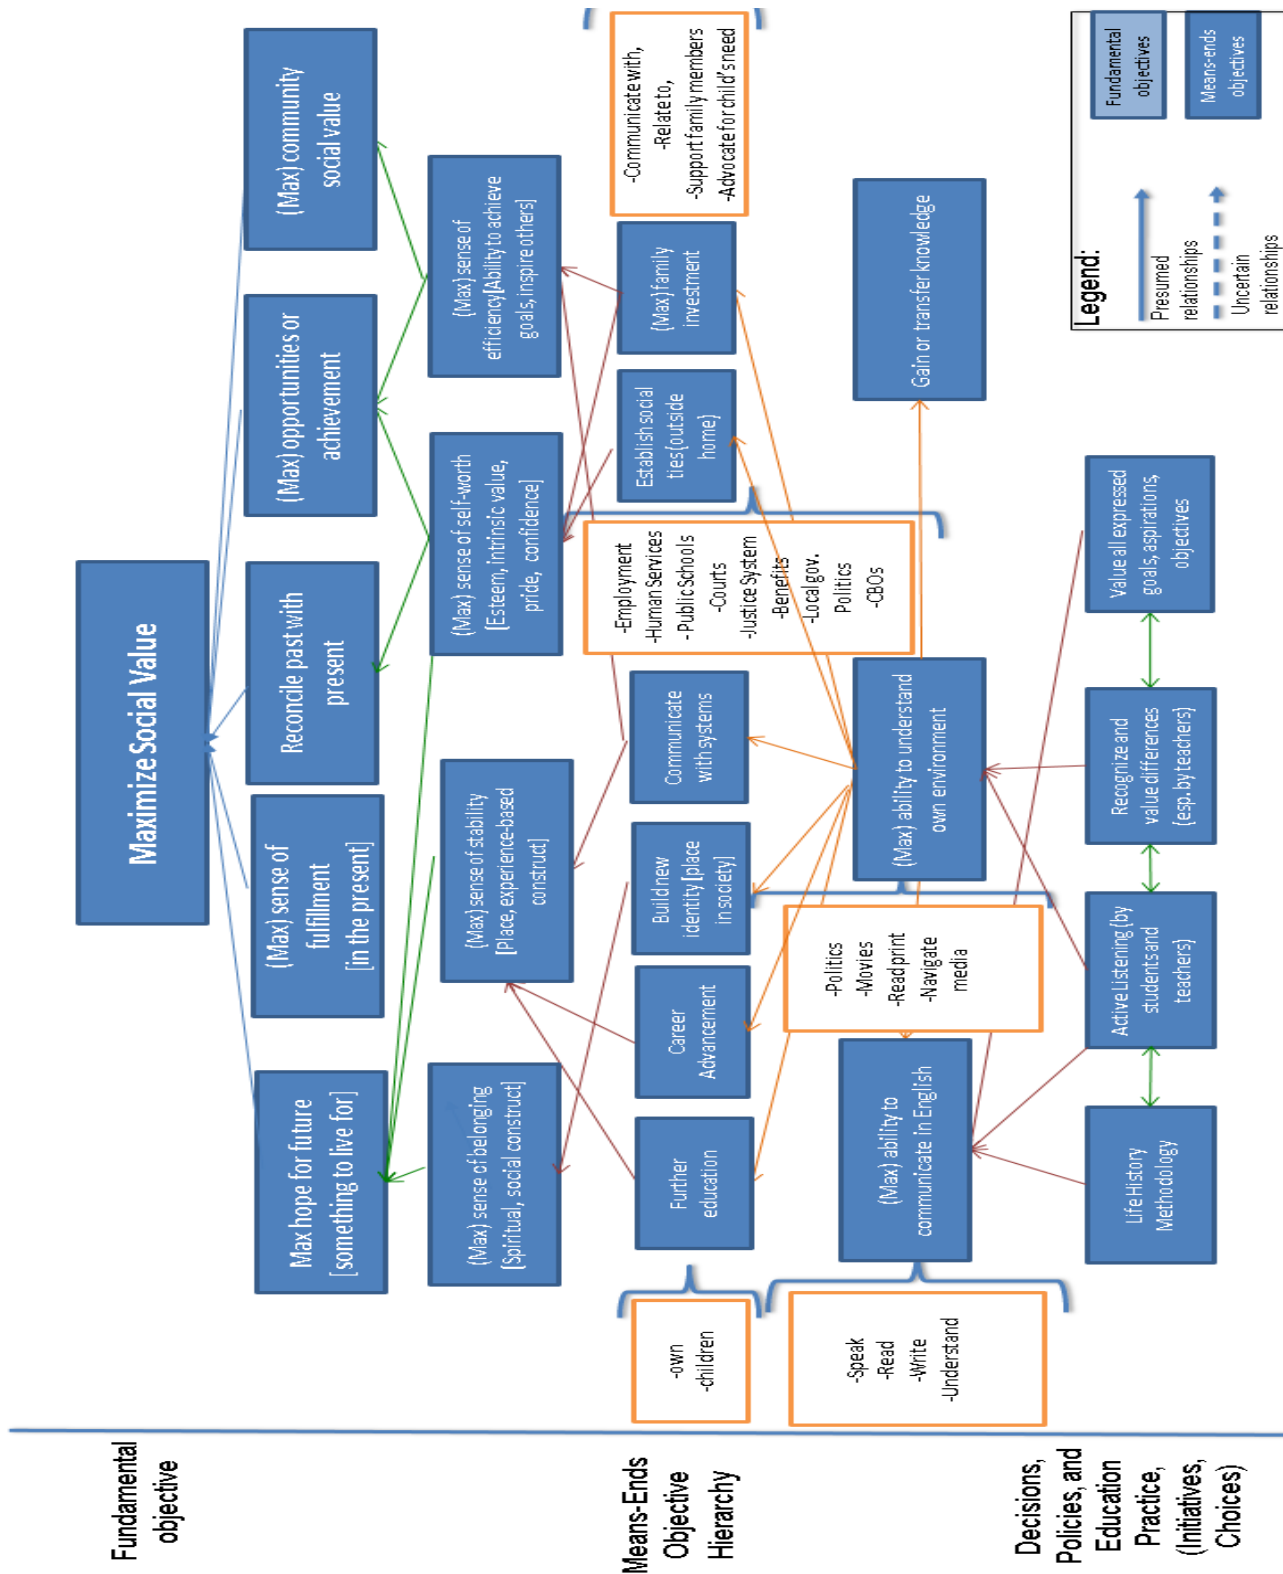 Fundamental
objective
Means-Ends
Objective
Hierarchy
Decisions,
Policies, and
Education
Practice,
(Initiatives,
Choices)
Maximize Social Value
Max hope for future
[something to live for]
(Max) sense of
fulfillment
[in the present]
Reconcile past with
present
(Max) opportunities or
achievement
(Max) community
social value
(Max) sense of belonging
[Spiritual, social construct]
(Max) sense of stability
[Place, experience-based
construct]
(Max) sense of self-worth
[Esteem, intrinsic value,
pride, confidence]
(Max) sense of
efficiency[Ability to achieve
goals, inspire others]
-own
-children
Further
education
Career
Advancement
Build new
identity [place
in society]
Communicate
with systems
-Employment
-Human Services
-Public Schools
-Courts
-Justice System
-Benefits
-Local gov.
Politics
-CBOs
Establish social
ties (outside
home)
(Max) family
investment
-Communicate with,
-Relate to,
-Support family members
-Advocate for child's need
-Speak
-Read
-Write
-Understand
(Max) ability to
communicate in English
-Politics
-Movies
-Read print
-Navigate
media
(Max) ability to understand
own environment
Gain or transfer knowledge
Life History
Methodology
Active Listening (by
students and
teachers)
Recognize and
value differences
(esp. by teachers)
Value all expressed
goals, aspirations,
objectives
Legend:
Presumed
relationships
Uncertain
relationships
Fundamental
objectives
Means-ends
objectives